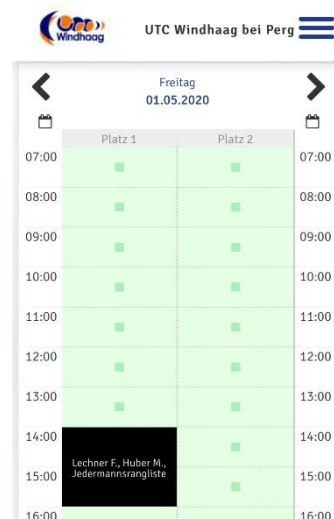 Windhaag
UTC Windhaag bei Perg
Freitag
01.05.2020
Platz 1 Platz 2
07:00 07:00
08:00 08:00
09:00 09:00
10:00 10:00
11:00 11:00
12:00 12:00
13:00 13:00
14:00 14:00
Lechner F., Huber M.,
Jedermannsrangliste
15:00 15:00
16:00 16:00